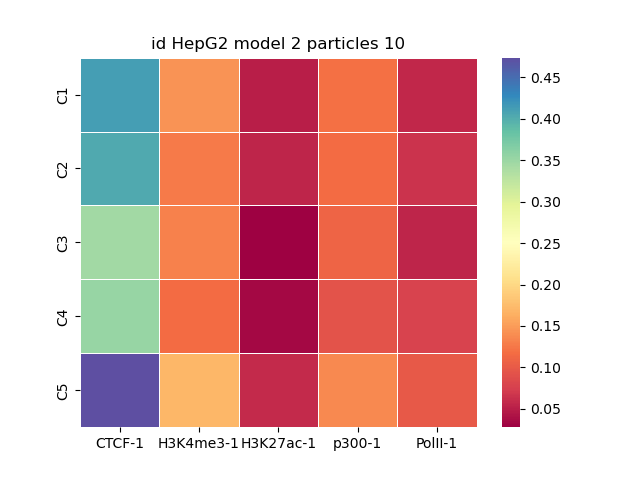 id HepG2 model 2 particles 10
C1
C2
C3
C4
C5
CTCF-1 H3K4me3-1 H3K27ac-1 p300-1 PolII-1
0.45
0.40
0.35
0.30
0.25
0.20
0.15
0.10
0.05